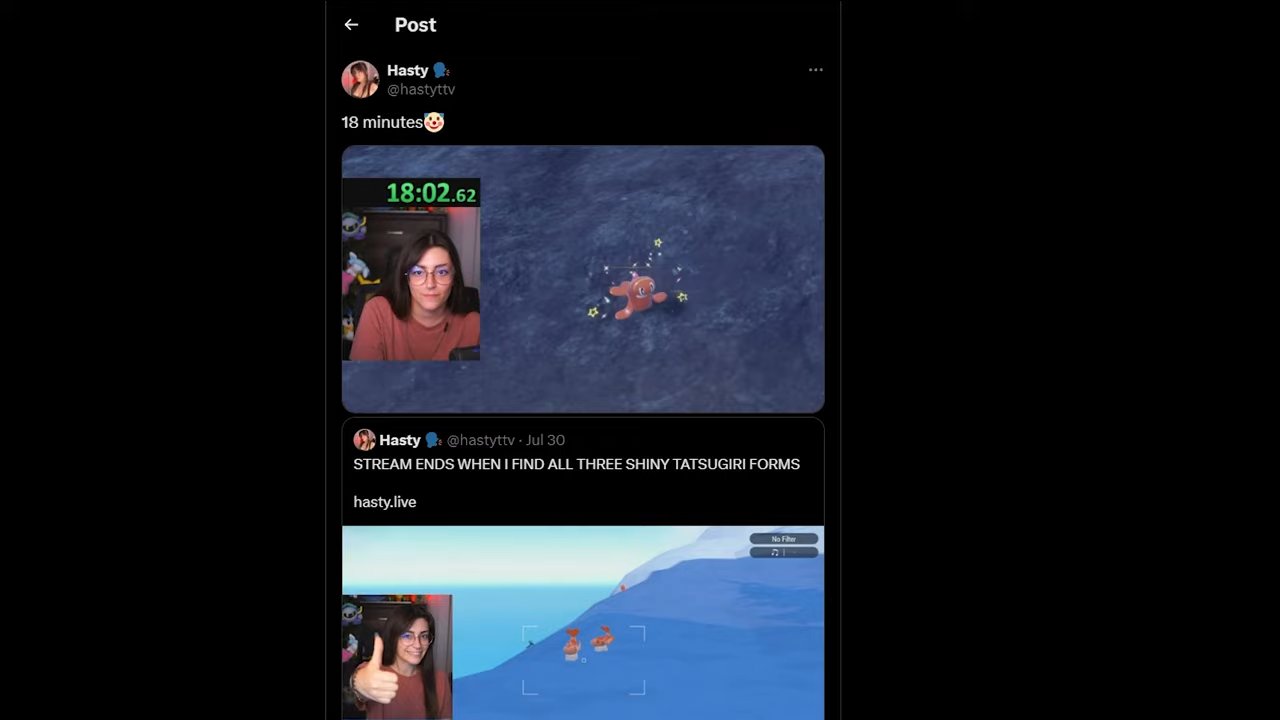 Post
Hasty
@hastyttv
18 minutes
18:02.62
Hasty @hastyttv · Jul 30
STREAM ENDS WHEN I FIND ALL THREE SHINY TATSUGIRI FORMS
hasty.live
No Filter